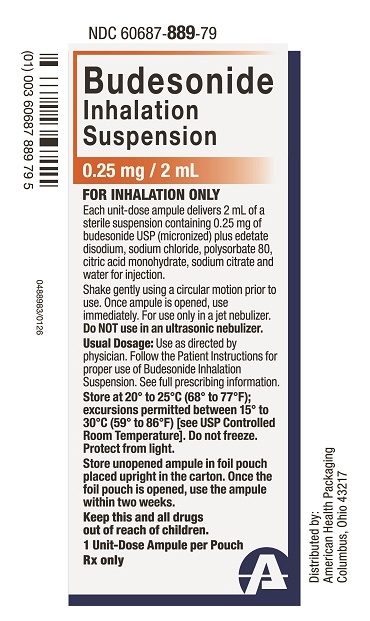 NDC 60687-889-79
(01) 003 60687 889 79 5
0488983/0126
Budesonide
Inhalation
Suspension
0.25 mg / 2 mL
FOR INHALATION ONLY
Each unit-dose ampule delivers 2 mL of a
sterile suspension containing 0.25 mg of
budesonide USP (micronized) plus edetate
disodium, sodium chloride, polysorbate 80,
citric acid monohydrate, sodium citrate and
water for injection.
Shake gently using a circular motion prior to
use. Once ampule is opened, use
immediately. For use only in a jet nebulizer.
Do NOT use in an ultrasonic nebulizer.
Usual Dosage: Use as directed by
physician. Follow the Patient Instructions for
proper use of Budesonide Inhalation
Suspension. See full prescribing information.
Store at 20° to 25°C (68° to 77°F);
excursions permitted between 15° to
30°C (59° to 86°F) [see USP Controlled
Room Temperature]. Do not freeze.
Protect from light.
Store unopened ampule in foil pouch
placed upright in the carton. Once the
foil pouch is opened, use the ampule
within two weeks.
Keep this and all drugs
out of reach of children.
1 Unit-Dose Ampule per Pouch
Rx only
A
Distributed by:
American Health Packaging
Columbus, Ohio 43217